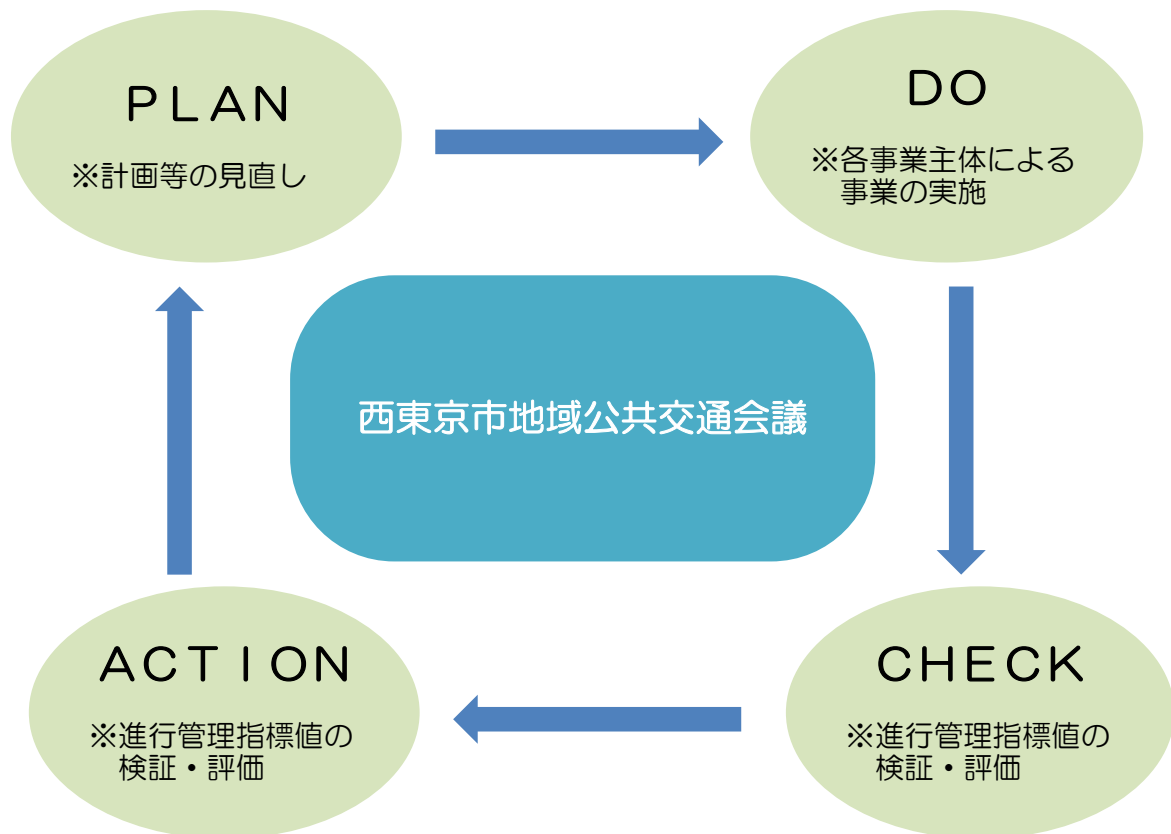 PLAN
※計画等の見直し
DO
※各事業主体による
事業の実施
西東京市地域公共交通会議
ACTION
※進行管理指標値の
検証・評価
CHECK
※進行管理指標値の
検証・評価